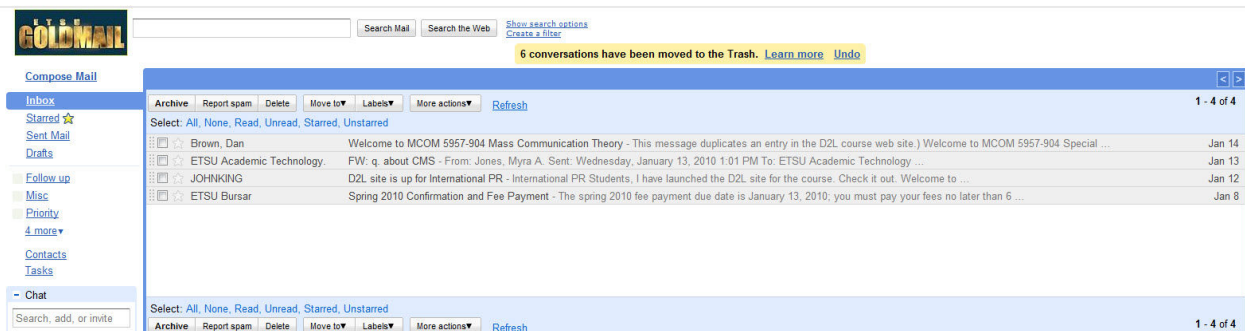 ETSU
GOLDMAIL
Search Mail Search the Web Show search options
Create a filter
6 conversations have been moved to the Trash. Learn more Undo
Compose Mail
< >
Inbox
Starred
Sent Mail
Drafts
Follow up
Misc
Priority
4 more▾
Contacts
Tasks
− Chat
Search, add, or invite
Archive Report spam Delete Move to▼ Labels▼ More actions▼ Refresh 1 - 4 of 4
Select: All, None, Read, Unread, Starred, Unstarred
Brown, Dan Welcome to MCOM 5957-904 Mass Communication Theory - This message duplicates an entry in the D2L course web site.) Welcome to MCOM 5957-904 Special ... Jan 14
ETSU Academic Technology. FW: q. about CMS - From: Jones, Myra A. Sent: Wednesday, January 13, 2010 1:01 PM To: ETSU Academic Technology ... Jan 13
JOHNKING D2L site is up for International PR - International PR Students, I have launched the D2L site for the course. Check it out. Welcome to ... Jan 12
ETSU Bursar Spring 2010 Confirmation and Fee Payment - The spring 2010 fee payment due date is January 13, 2010; you must pay your fees no later than 6 ... Jan 8
Select: All, None, Read, Unread, Starred, Unstarred
Archive Report spam Delete Move to▼ Labels▼ More actions▼ Refresh 1 - 4 of 4